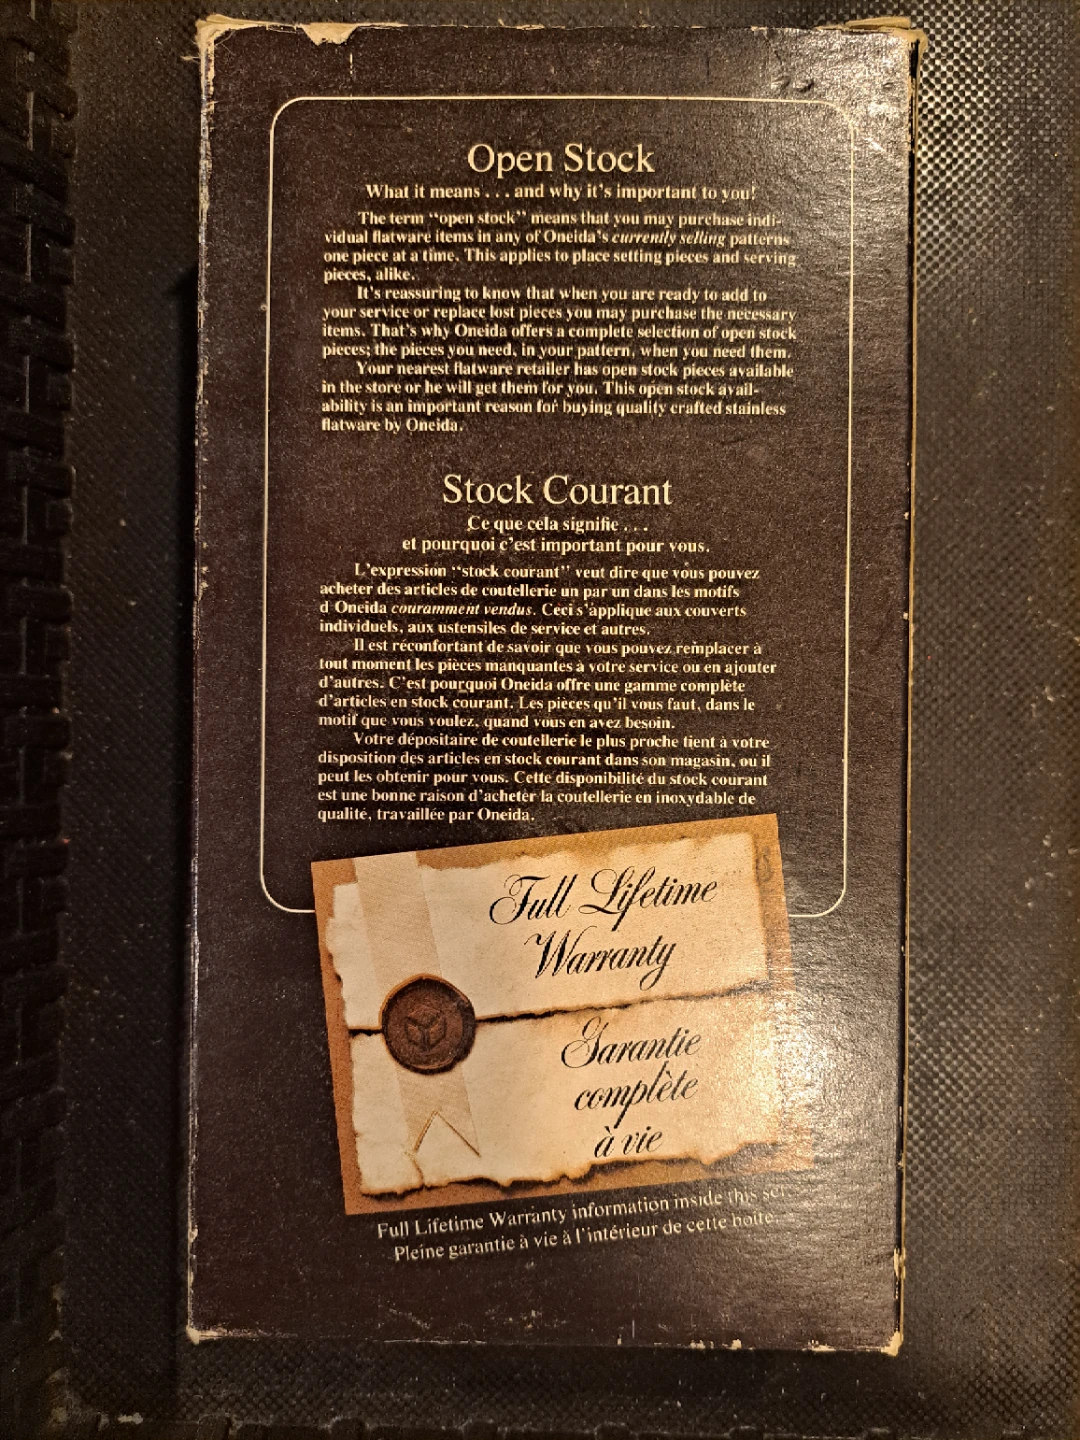 Open Stock
What it means . . . and why it's important to you!
The term "open stock" means that you may purchase indi-
vidual flatware items in any of Oneida's currently selling patterns
one piece at a time. This applies to place setting pieces and serving
pieces, alike.
It's reassuring to know that when you are ready to add to
your service or replace lost pieces you may purchase the necessary
items. That's why Oneida offers a complete selection of open stock
pieces; the pieces you need, in your pattern, when you need them.
Your nearest flatware retailer has open stock pieces available
in the store or he will get them for you. This open stock avail-
ability is an important reason for buying quality crafted stainless
flatware by Oneida.
Stock Courant
Ce que cela signifie . . .
et pourquoi c'est important pour vous.
L'expression "stock courant" veut dire que vous pouvez
acheter des articles de coutellerie un par un dans les motifs
d'Oneida couramment vendus. Ceci s'applique aux couverts
individuels, aux ustensiles de service et autres.
Il est réconfortant de savoir que vous pouvez remplacer à
tout moment les pièces manquantes à votre service ou en ajouter
d'autres. C'est pourquoi Oneida offre une gamme complète
d'articles en stock courant. Les pièces qu'il vous faut, dans le
motif que vous voulez, quand vous en avez besoin.
Votre dépositaire de coutellerie le plus proche tient à votre
disposition des articles en stock courant dans son magasin, ou il
peut les obtenir pour vous. Cette disponibilité du stock courant
est une bonne raison d'acheter la coutellerie en inoxydable de
qualité, travaillée par Oneida.
Full Lifetime
Warranty
Garantie
complète
à vie
Full Lifetime Warranty information inside this set
Pleine garantie à vie à l'intérieur de cette boîte.